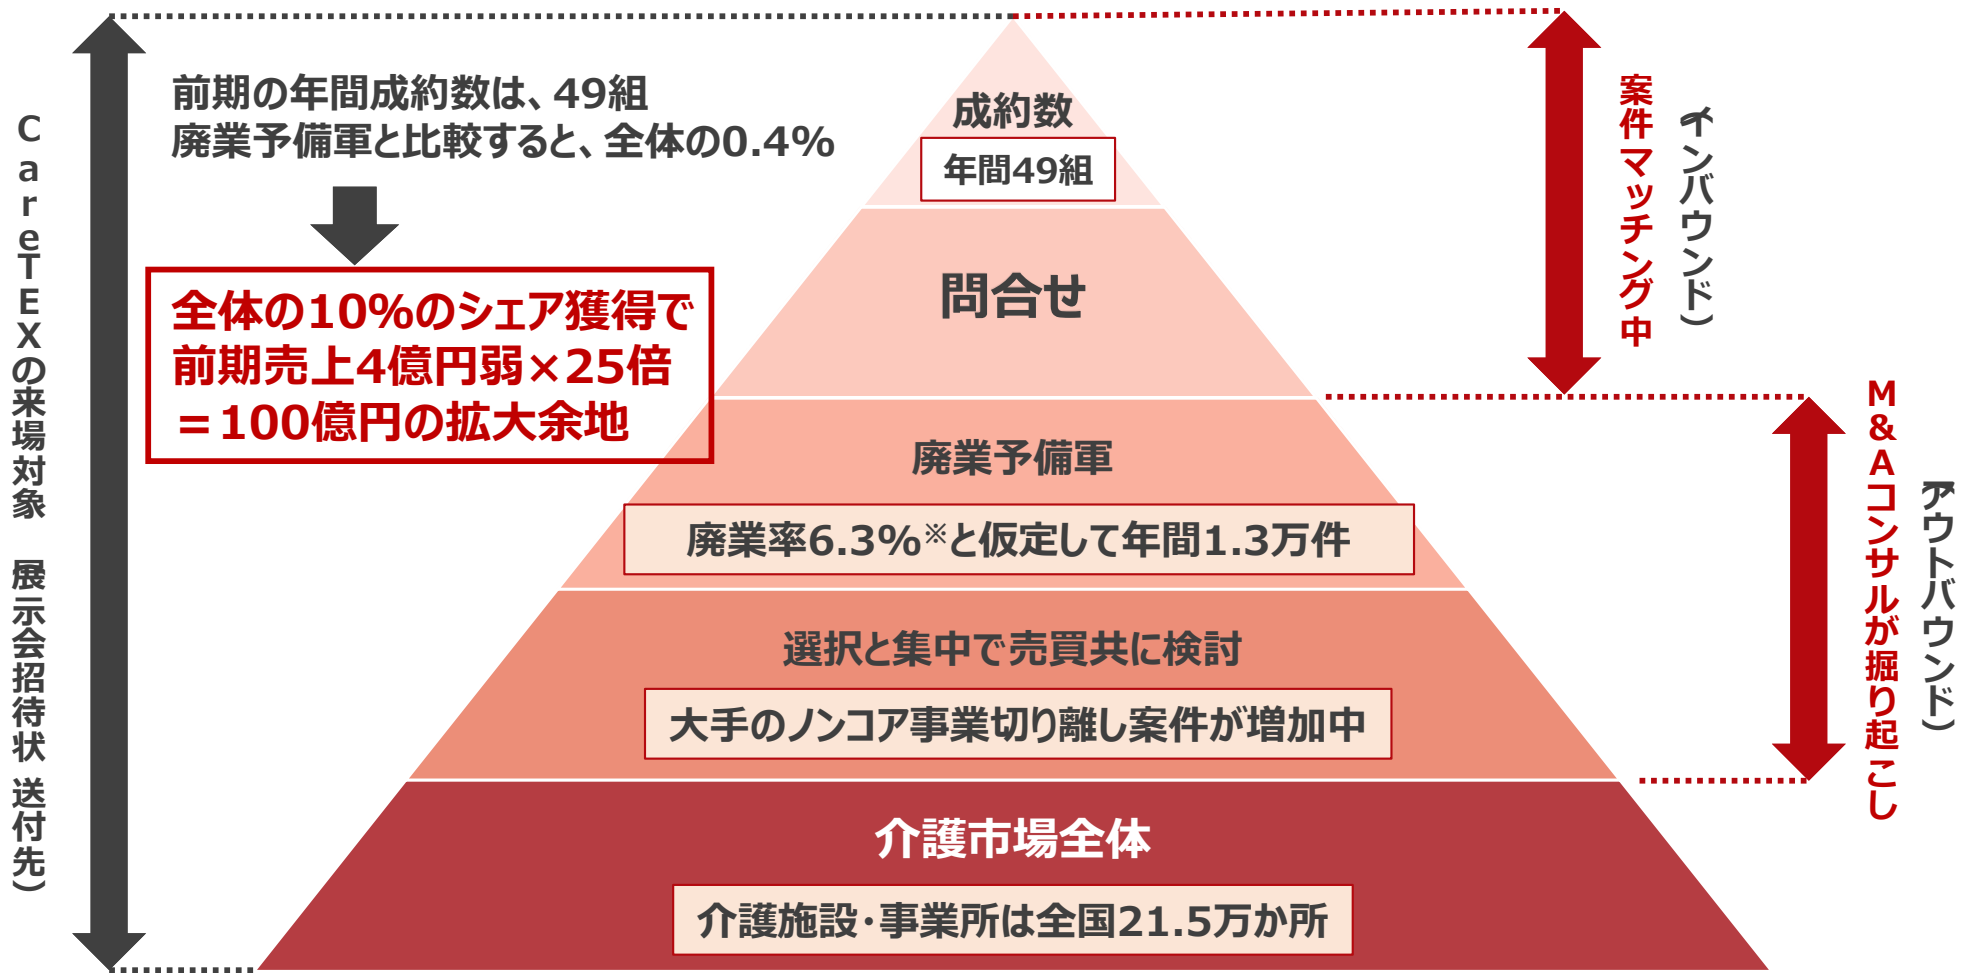 前期の年間成約数は、49組
廃業予備軍と比較すると、全体の0.4%
全体の10%のシェア獲得で
前期売上4億円弱×25倍
＝100億円の拡大余地
CareTEXの来場対象 （展示会招待状 送付先）
成約数
年間49組
問合せ
廃業予備軍
廃業率6.3%※と仮定して年間1.3万件
選択と集中で売買共に検討
大手のノンコア事業切り離し案件が増加中
介護市場全体
介護施設・事業所は全国21.5万か所
案件マッチング中
（インバウンド）
M&Aコンサルが掘り起こし
（アウトバウンド）